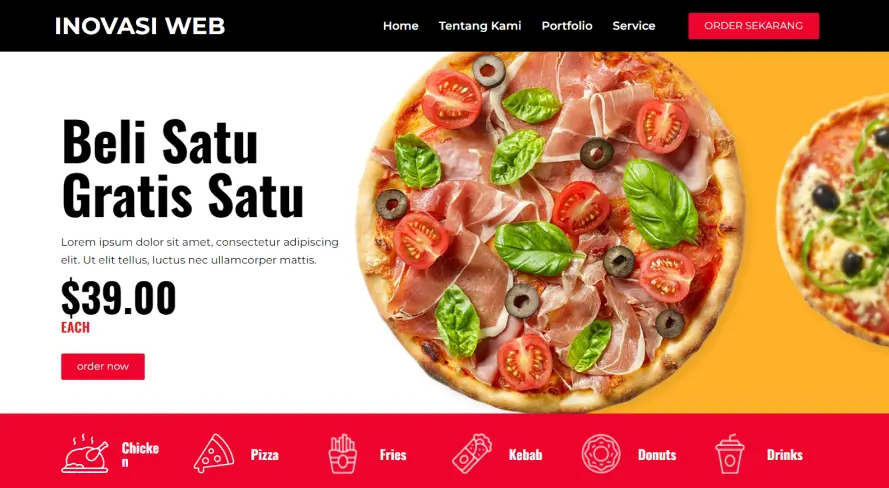 INOVASI WEB
Home Tentang Kami Portfolio Service ORDER SEKARANG
Beli Satu
Gratis Satu
Lorem ipsum dolor sit amet, consectetur adipiscing
elit. Ut elit tellus, luctus nec ullamcorper mattis.
$39.00
EACH
order now
Chicke
n
Pizza
Fries
Kebab
Donuts
Drinks